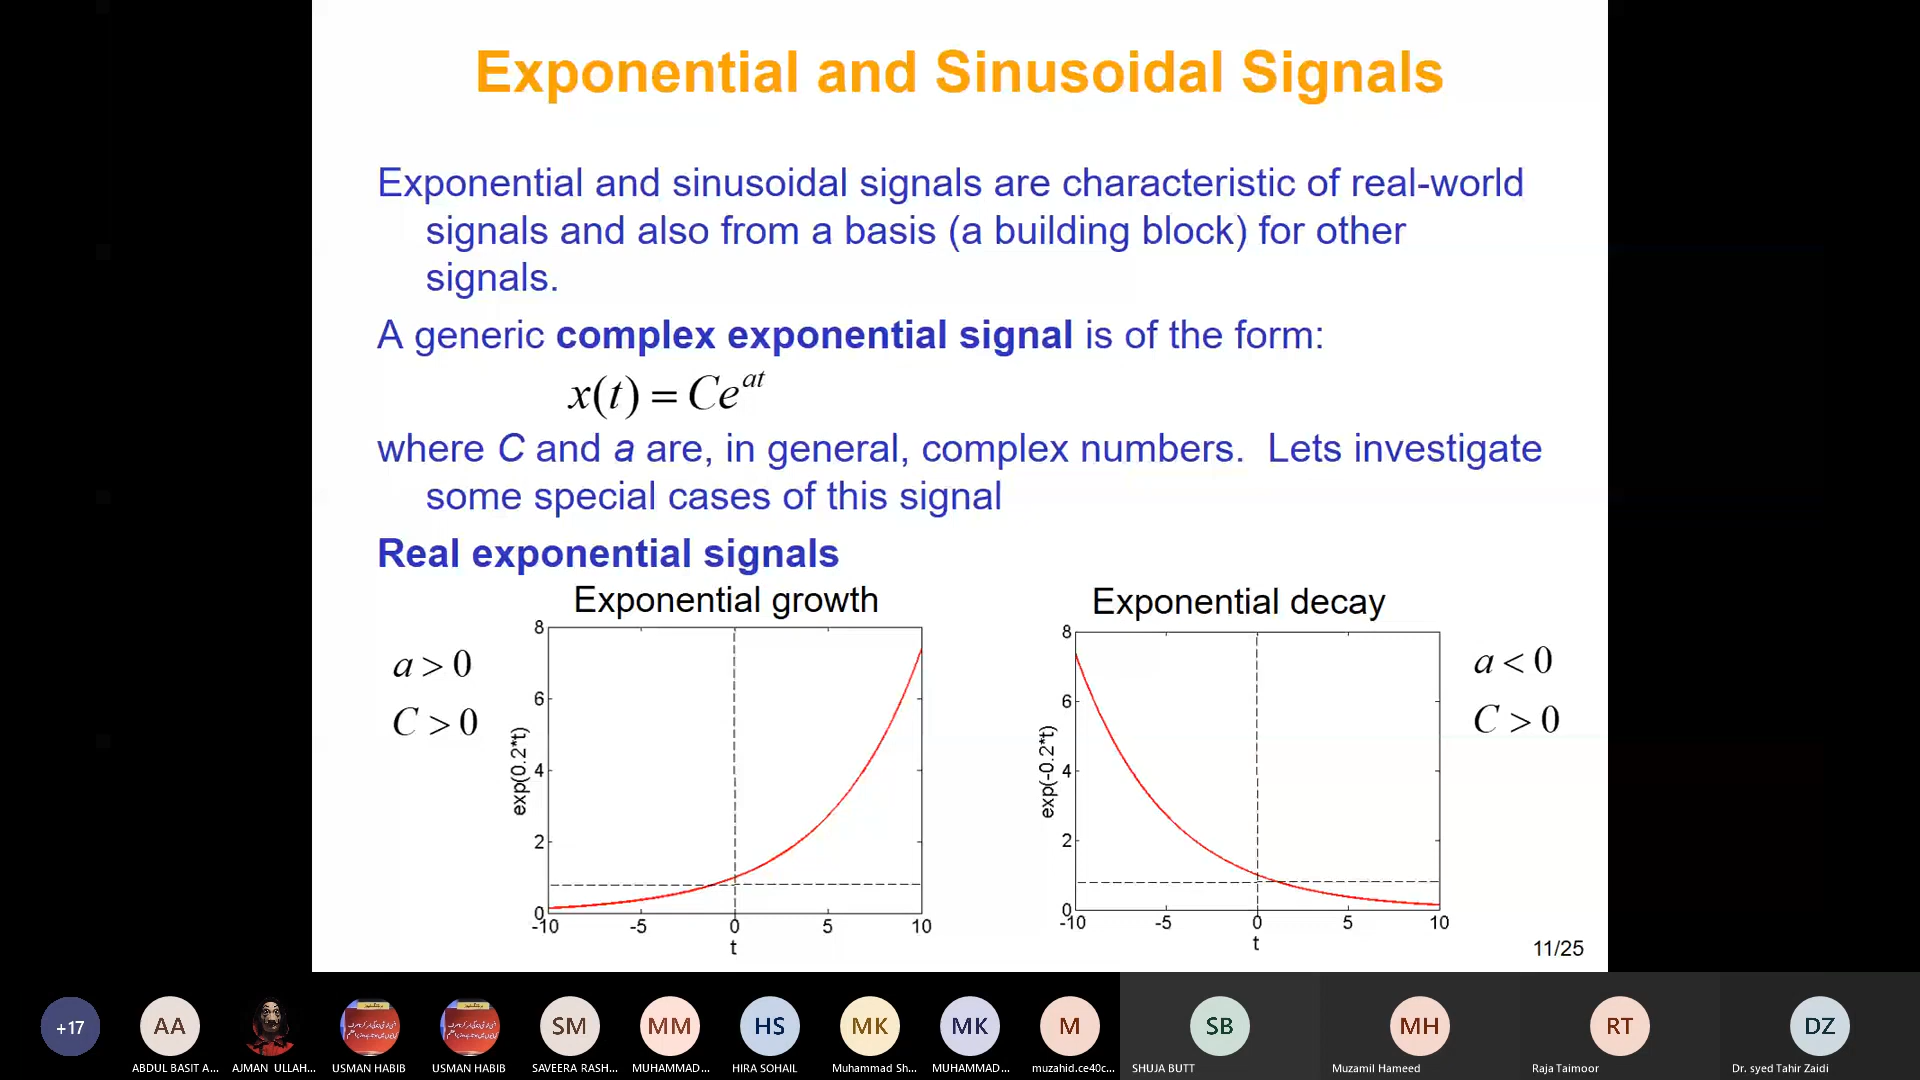 Exponential and Sinusoidal Signals
Exponential and sinusoidal signals are characteristic of real-world
signals and also from a basis (a building block) for other
signals.
A generic complex exponential signal is of the form:
x(t) = Ce^{at}
where C and a are, in general, complex numbers.  Lets investigate
some special cases of this signal
Real exponential signals
Exponential growth
a > 0
C > 0
exp(0.2*t)
8
6
4
2
0
-10 -5 0 5 10
t
Exponential decay
exp(-0.2*t)
8
6
4
2
0
-10 -5 0 5 10
t
a < 0
C > 0
11/25
+17 AA SM MM HS MK MK M SB MH RT DZ
ABDUL BASIT A... AJMAN ULLAH... USMAN HABIB USMAN HABIB SAVEERA RASH... MUHAMMAD... HIRA SOHAIL Muhammad Sh... MUHAMMAD... muzahid.ce40c... SHUJA BUTT Muzamil Hameed Raja Taimoor Dr. syed Tahir Zaidi